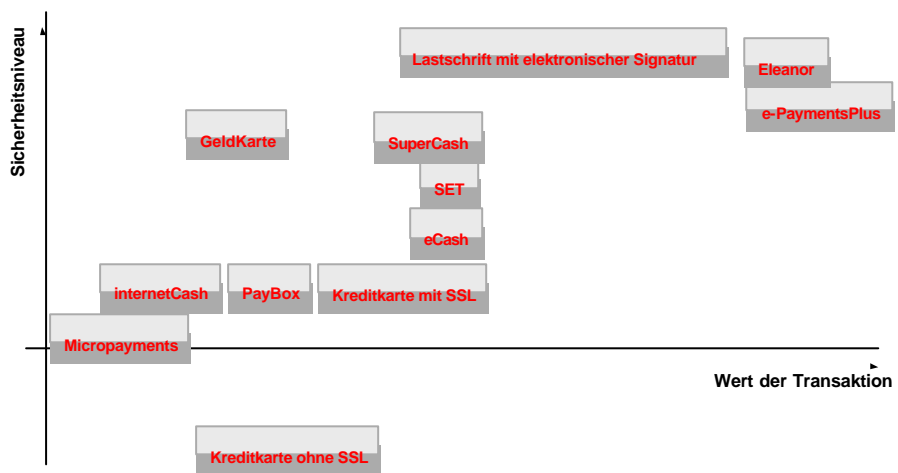 Sicherheitsniveau
Lastschrift mit elektronischer Signatur
Eleanor
e-PaymentsPlus
GeldKarte
SuperCash
SET
eCash
internetCash
PayBox
Kreditkarte mit SSL
Micropayments
Wert der Transaktion
Kreditkarte ohne SSL